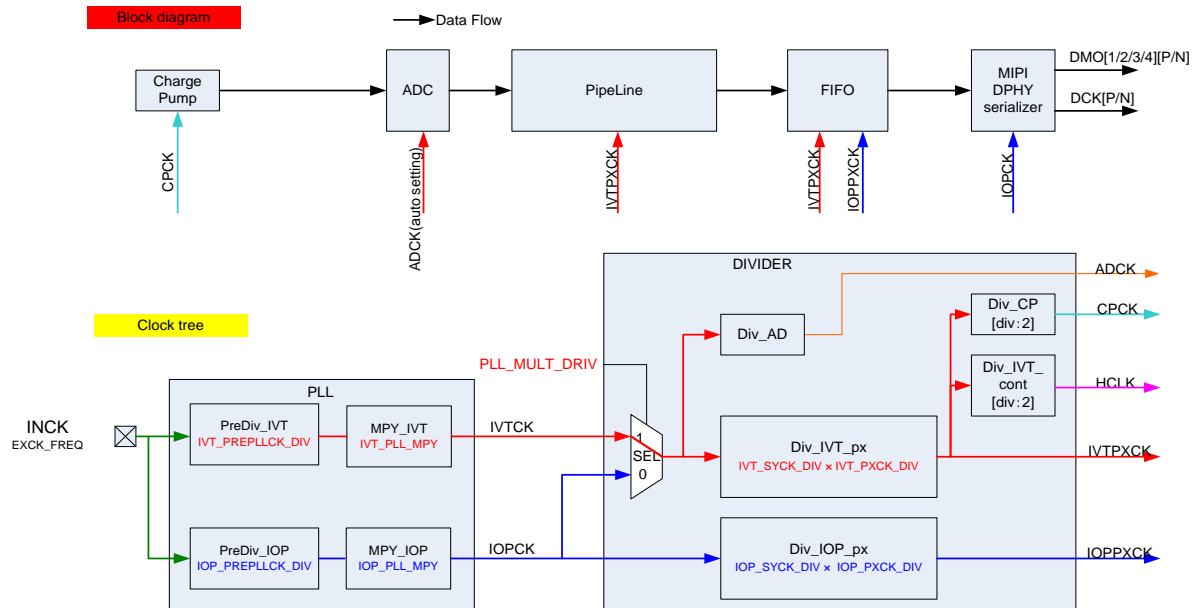 Block diagram
Data Flow
Charge
Pump
ADC
PipeLine
FIFO
MIPI
DPHY
serializer
DMO[1/2/3/4][P/N]
DCK[P/N]
CPCK
ADCK(auto setting)
IVTPXCK
IVTPXCK
IOPPXCK
IOPCK
Clock tree
DIVIDER
ADCK
Div_AD
Div_CP
[div:2]
CPCK
PLL_MULT_DRIV
Div_IVT_
cont
[div:2]
HCLK
PLL
INCK
EXCK_FREQ
PreDiv_IVT
IVT_PREPLLCK_DIV
MPY_IVT
IVT_PLL_MPY
IVTCK
1
SEL
0
Div_IVT_px
IVT_SYCK_DIV × IVT_PXCK_DIV
IVTPXCK
PreDiv_IOP
IOP_PREPLLCK_DIV
MPY_IOP
IOP_PLL_MPY
IOPCK
Div_IOP_px
IOP_SYCK_DIV × IOP_PXCK_DIV
IOPPXCK